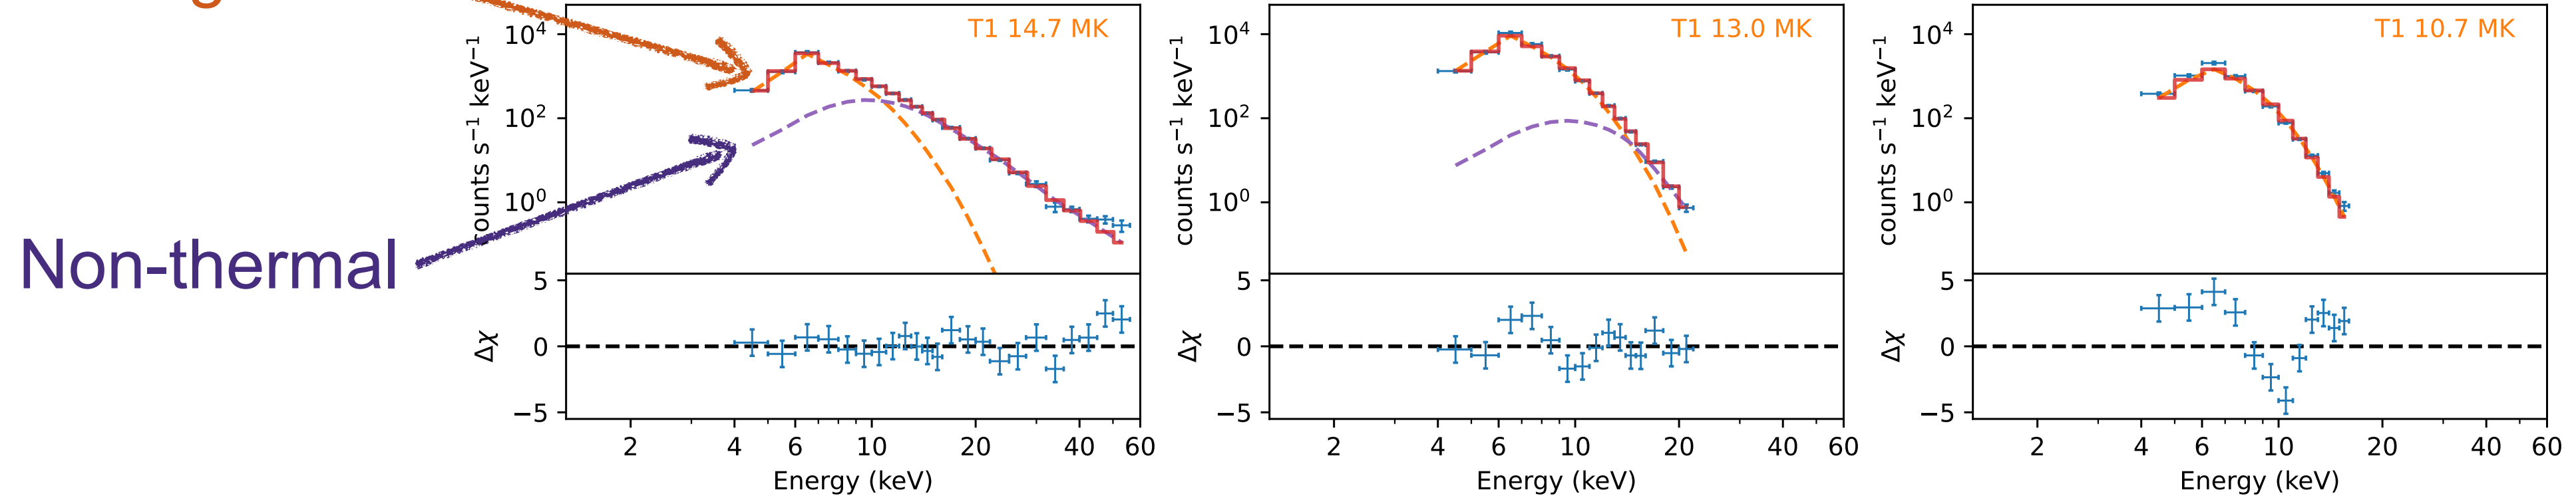 T1 14.7 MK
T1 13.0 MK
T1 10.7 MK
counts s⁻¹ keV⁻¹
10⁴
10²
10⁰
counts s⁻¹ keV⁻¹
10⁴
10²
10⁰
counts s⁻¹ keV⁻¹
10⁴
10²
10⁰
Non-thermal
Δχ
5
0
−5
Δχ
5
0
−5
Δχ
5
0
−5
2 4 6 10 20 40 60
2 4 6 10 20 40 60
2 4 6 10 20 40 60
Energy (keV)
Energy (keV)
Energy (keV)